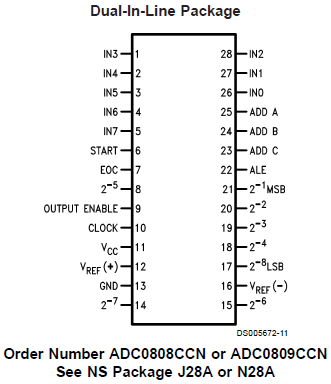 Dual-In-Line Package
IN3 1 28 IN2
IN4 2 27 IN1
IN5 3 26 IN0
IN6 4 25 ADD A
IN7 5 24 ADD B
START 6 23 ADD C
EOC 7 22 ALE
2⁻⁵ 8 21 2⁻¹MSB
OUTPUT ENABLE 9 20 2⁻²
CLOCK 10 19 2⁻³
VCC 11 18 2⁻⁴
VREF(+) 12 17 2⁻⁸LSB
GND 13 16 VREF(−)
2⁻⁷ 14 15 2⁻⁶
DS005672-11
Order Number ADC0808CCN or ADC0809CCN
See NS Package J28A or N28A